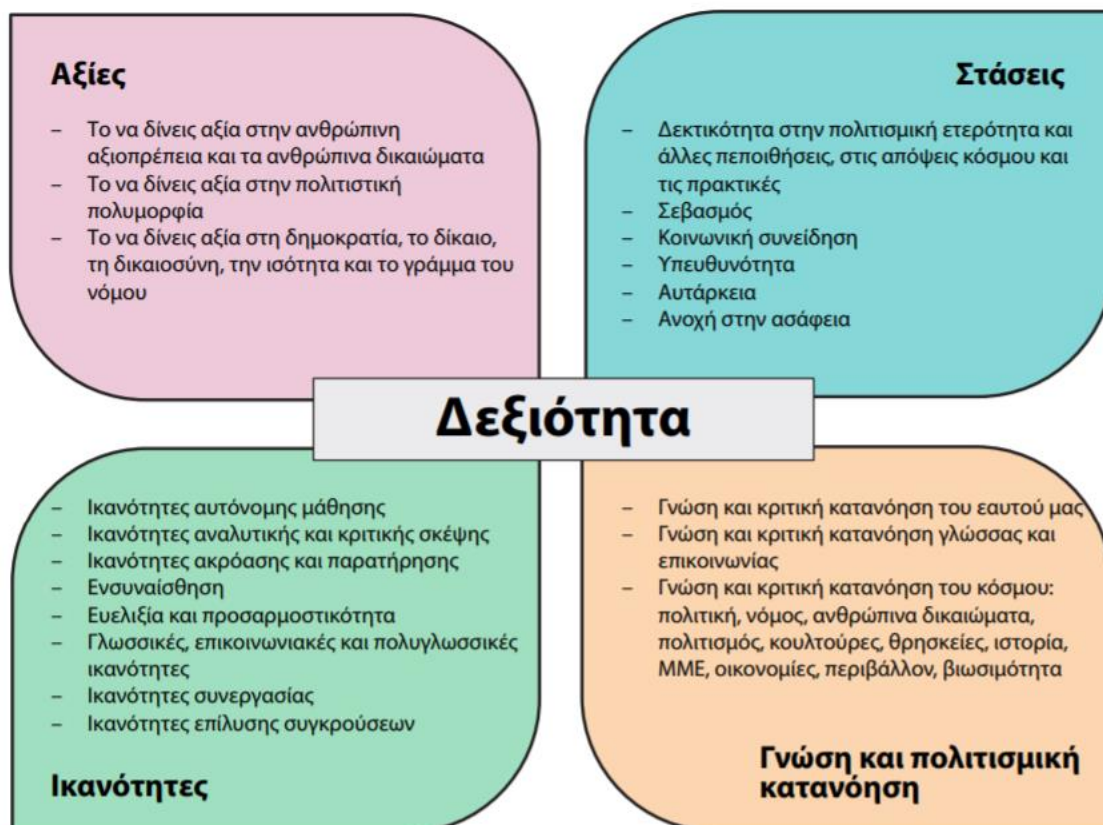 Αξίες
– Το να δίνεις αξία στην ανθρώπινη
αξιοπρέπεια και τα ανθρώπινα δικαιώματα
– Το να δίνεις αξία στην πολιτιστική
πολυμορφία
– Το να δίνεις αξία στη δημοκρατία, το δίκαιο,
τη δικαιοσύνη, την ισότητα και το γράμμα του
νόμου
Στάσεις
– Δεκτικότητα στην πολιτισμική ετερότητα και
άλλες πεποιθήσεις, στις απόψεις κόσμου και
τις πρακτικές
– Σεβασμός
– Κοινωνική συνείδηση
– Υπευθυνότητα
– Αυτάρκεια
– Ανοχή στην ασάφεια
Δεξιότητα
– Ικανότητες αυτόνομης μάθησης
– Ικανότητες αναλυτικής και κριτικής σκέψης
– Ικανότητες ακρόασης και παρατήρησης
– Ενσυναίσθηση
– Ευελιξία και προσαρμοστικότητα
– Γλωσσικές, επικοινωνιακές και πολυγλωσσικές
ικανότητες
– Ικανότητες συνεργασίας
– Ικανότητες επίλυσης συγκρούσεων
Ικανότητες
– Γνώση και κριτική κατανόηση του εαυτού μας
– Γνώση και κριτική κατανόηση γλώσσας και
επικοινωνίας
– Γνώση και κριτική κατανόηση του κόσμου:
πολιτική, νόμος, ανθρώπινα δικαιώματα,
πολιτισμός, κουλτούρες, θρησκείες, ιστορία,
ΜΜΕ, οικονομίες, περιβάλλον, βιωσιμότητα
Γνώση και πολιτισμική
κατανόηση